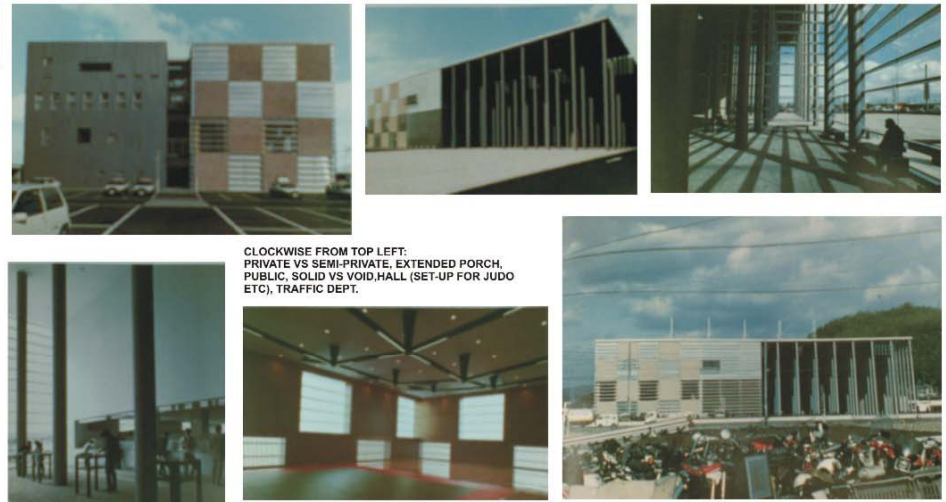 CLOCKWISE FROM TOP LEFT:
PRIVATE VS SEMI-PRIVATE, EXTENDED PORCH,
PUBLIC, SOLID VS VOID,HALL (SET-UP FOR JUDO
ETC), TRAFFIC DEPT.